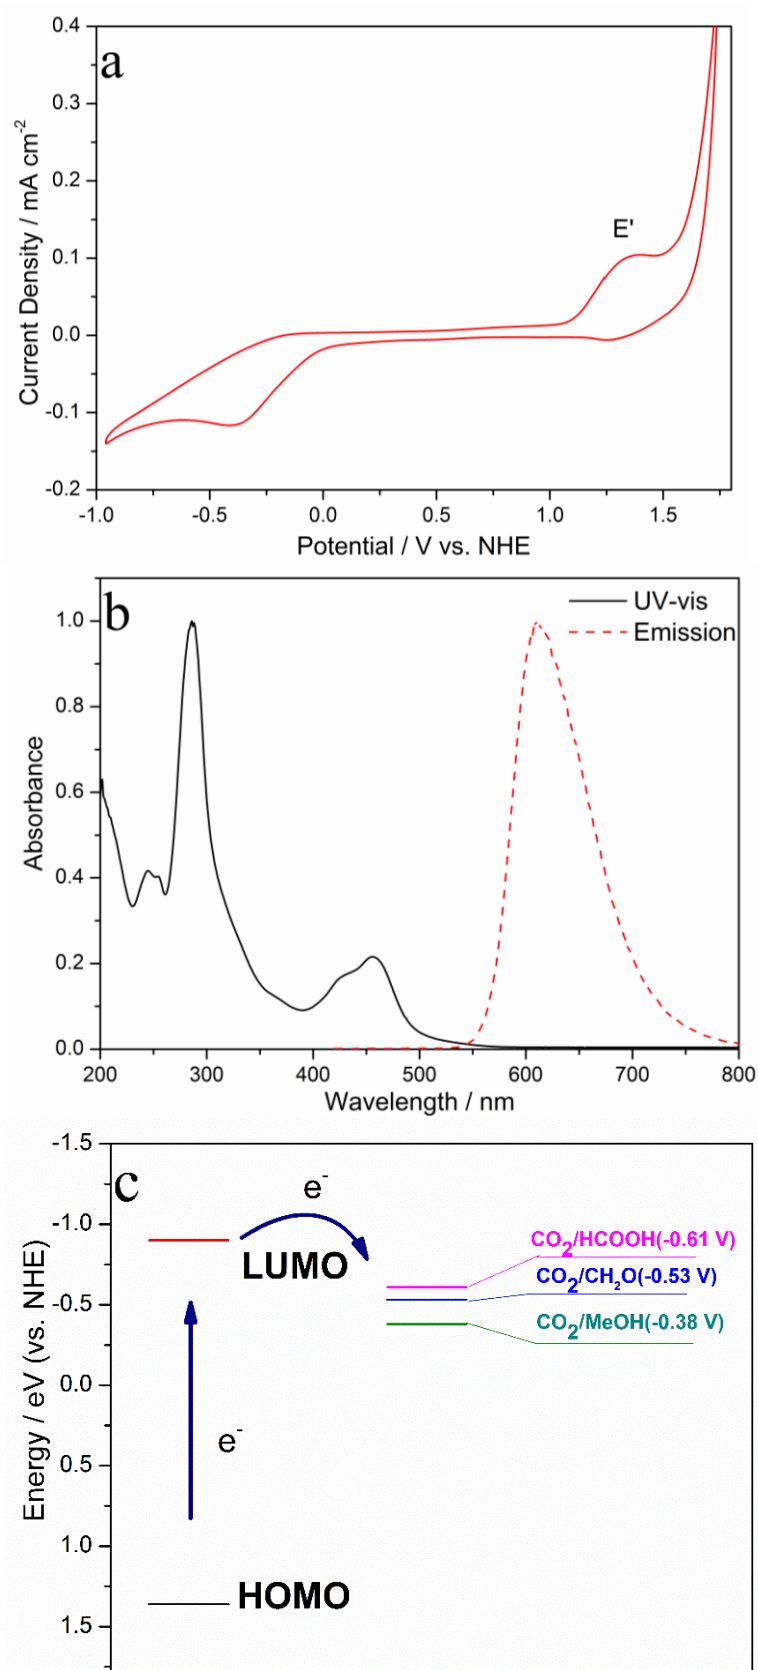 a
0.4
0.3
0.2
0.1
0.0
-0.1
-0.2
Current Density / mA cm-2
E'
-1.0 -0.5 0.0 0.5 1.0 1.5
Potential / V vs. NHE
b
UV-vis
Emission
1.0
0.8
0.6
0.4
0.2
0.0
Absorbance
200 300 400 500 600 700 800
Wavelength / nm
c
-1.5
-1.0
-0.5
0.0
0.5
1.0
1.5
Energy / eV (vs. NHE)
e-
LUMO
CO2/HCOOH(-0.61 V)
CO2/CH2O(-0.53 V)
CO2/MeOH(-0.38 V)
e-
HOMO